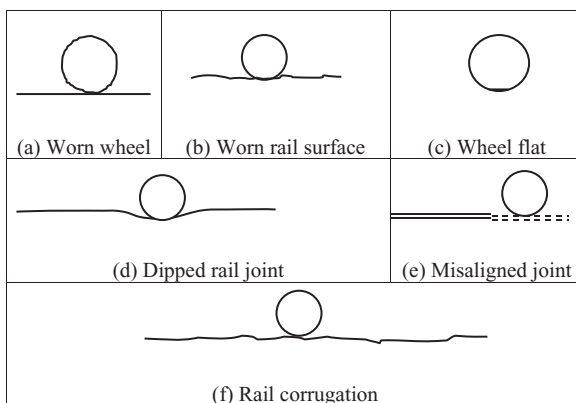 (a) Worn wheel
(b) Worn rail surface
(c) Wheel flat
(d) Dipped rail joint
(e) Misaligned joint
(f) Rail corrugation